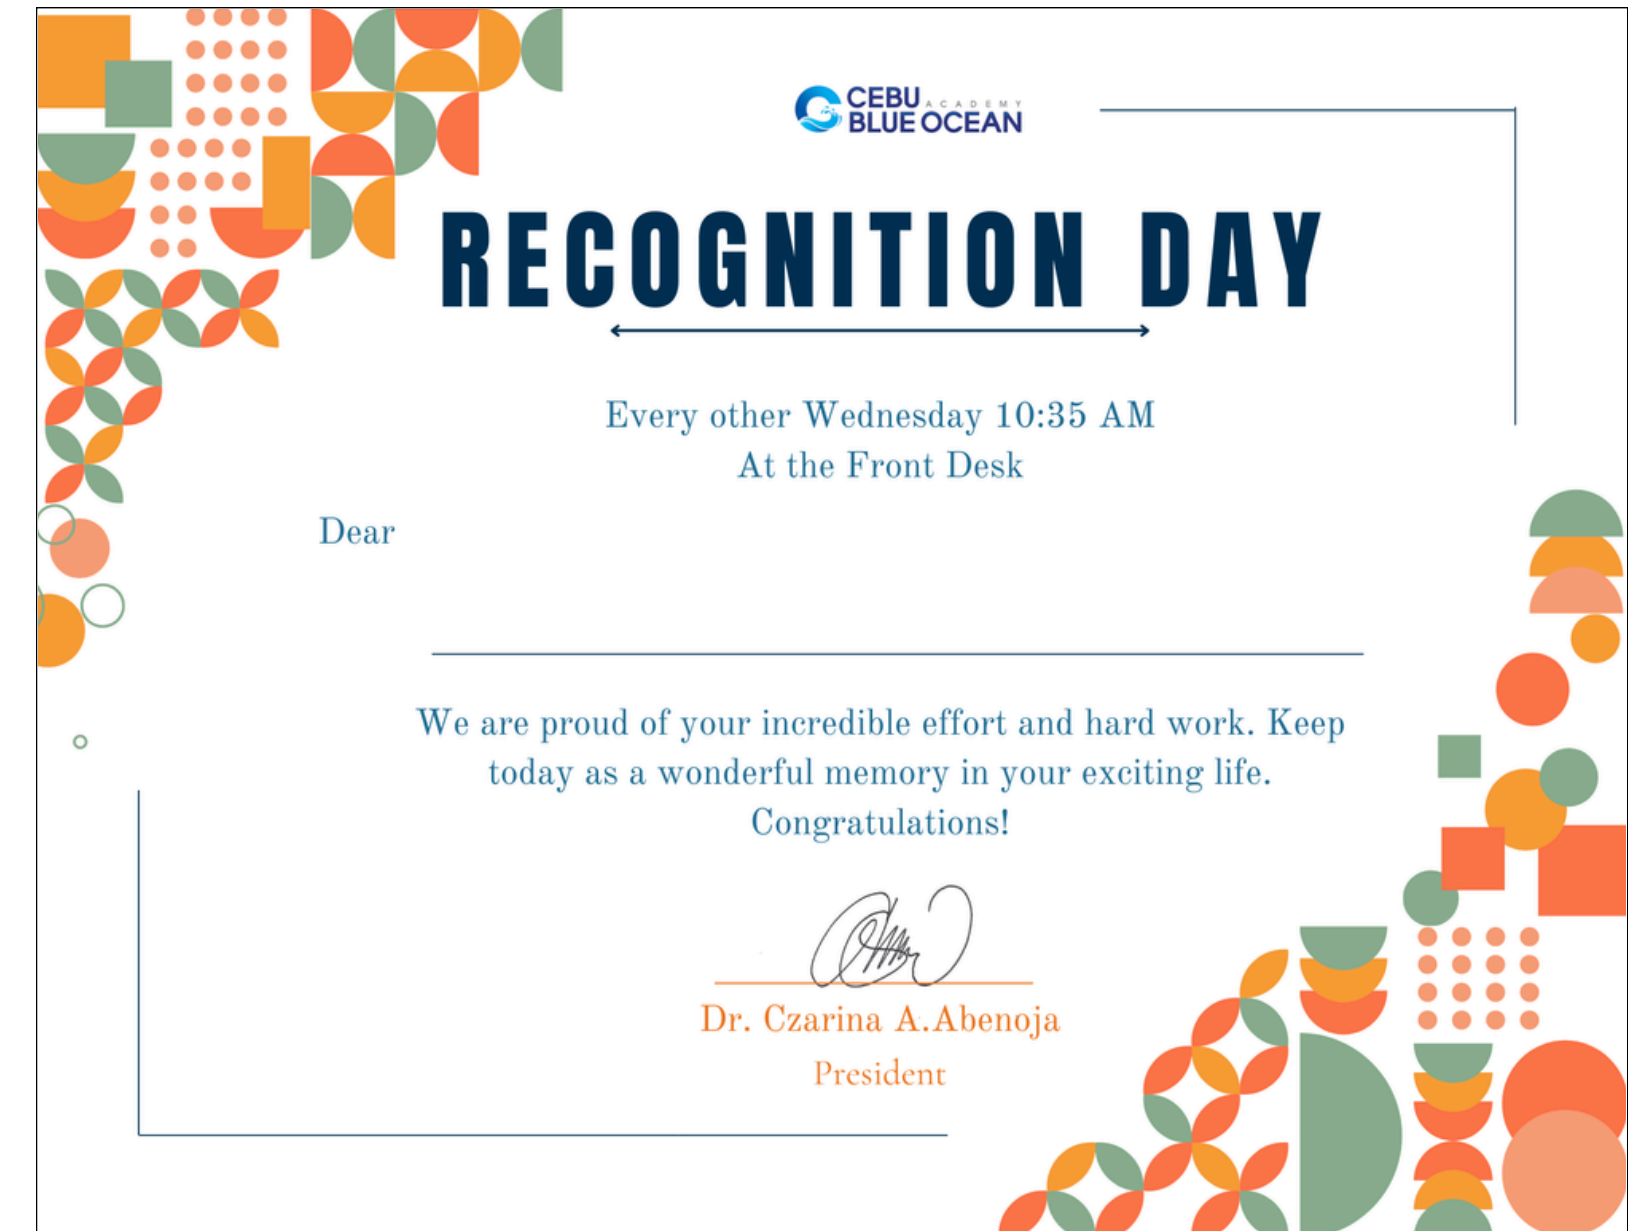 CEBU ACADEMY
BLUE OCEAN
RECOGNITION DAY
Every other Wednesday 10:35 AM
At the Front Desk
Dear
We are proud of your incredible effort and hard work. Keep
today as a wonderful memory in your exciting life.
Congratulations!
Dr. Czarina A.Abenoja
President